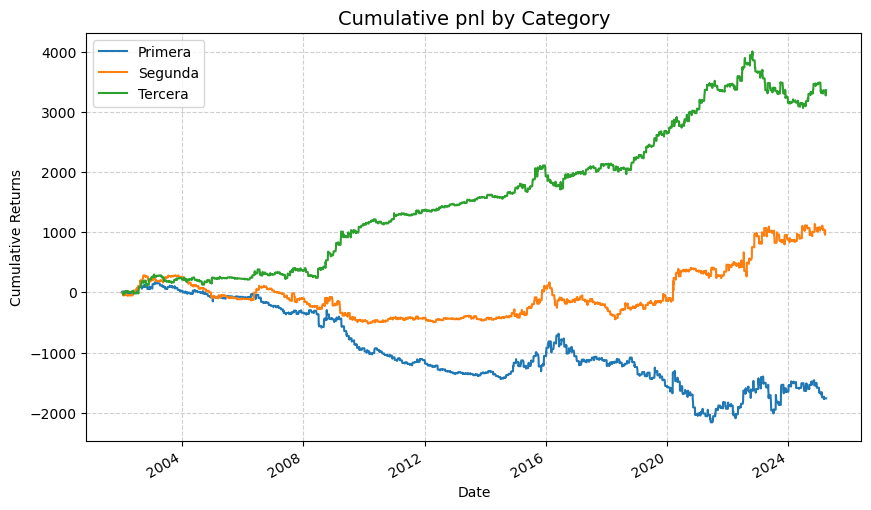 Cumulative pnl by Category
Primera
Segunda
Tercera
Cumulative Returns
4000
3000
2000
1000
0
−1000
−2000
2004
2008
2012
2016
2020
2024
Date